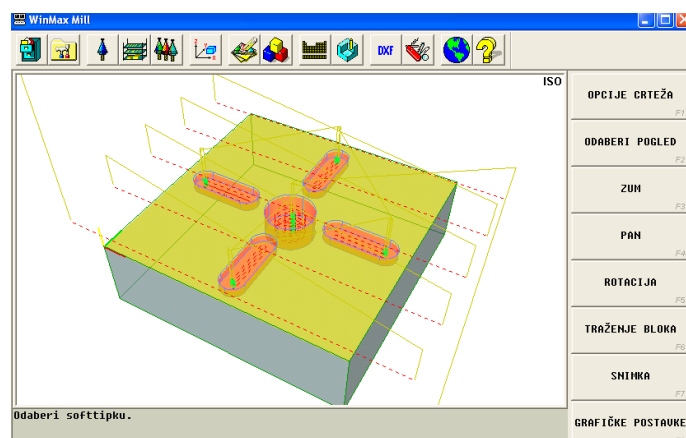 WinMax Mill
DXF
ISO
OPCIJE CRTEŽA
F1
ODABERI POGLED
F2
ZUM
F3
PAN
F4
ROTACIJA
F5
TRAŽENJE BLOKA
F6
SNIMKA
F7
GRAFIČKE POSTAVKE
Odaberi softtipku.